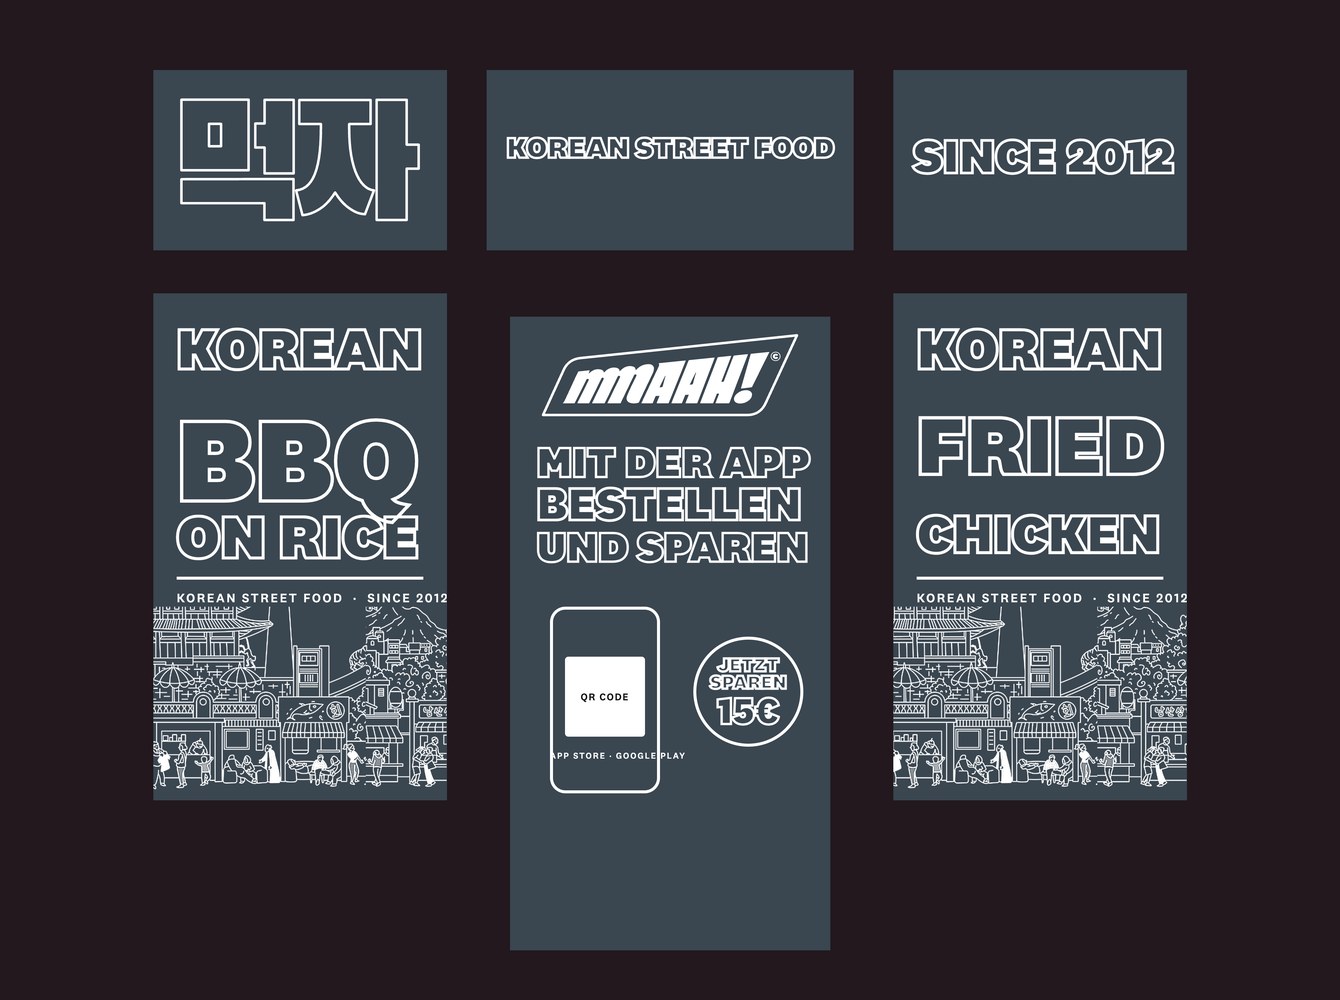 먹자
KOREAN STREET FOOD
SINCE 2012
KOREAN
BBQ
ON RICE
KOREAN STREET FOOD · SINCE 2012
mmAAH!
©
MIT DER APP
BESTELLEN
UND SPAREN
QR CODE
APP STORE · GOOGLE PLAY
JETZT
SPAREN
15€
KOREAN
FRIED
CHICKEN
KOREAN STREET FOOD · SINCE 2012